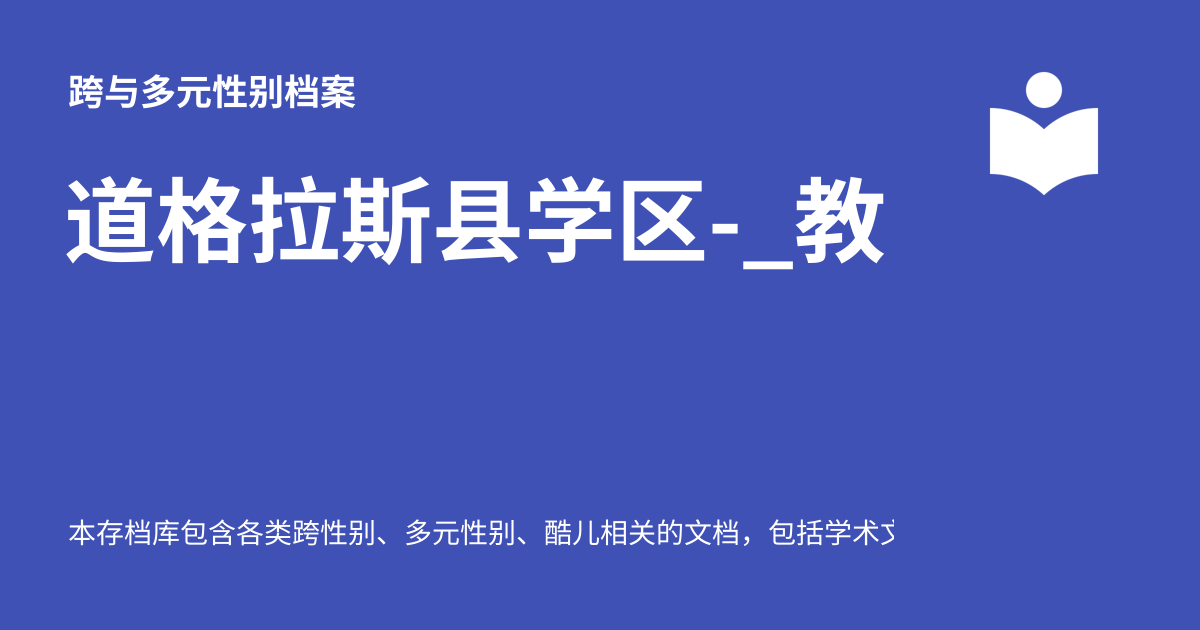 跨与多元性别档案
道格拉斯县学区-_教
本存档库包含各类跨性别、多元性别、酷儿相关的文档，包括学术